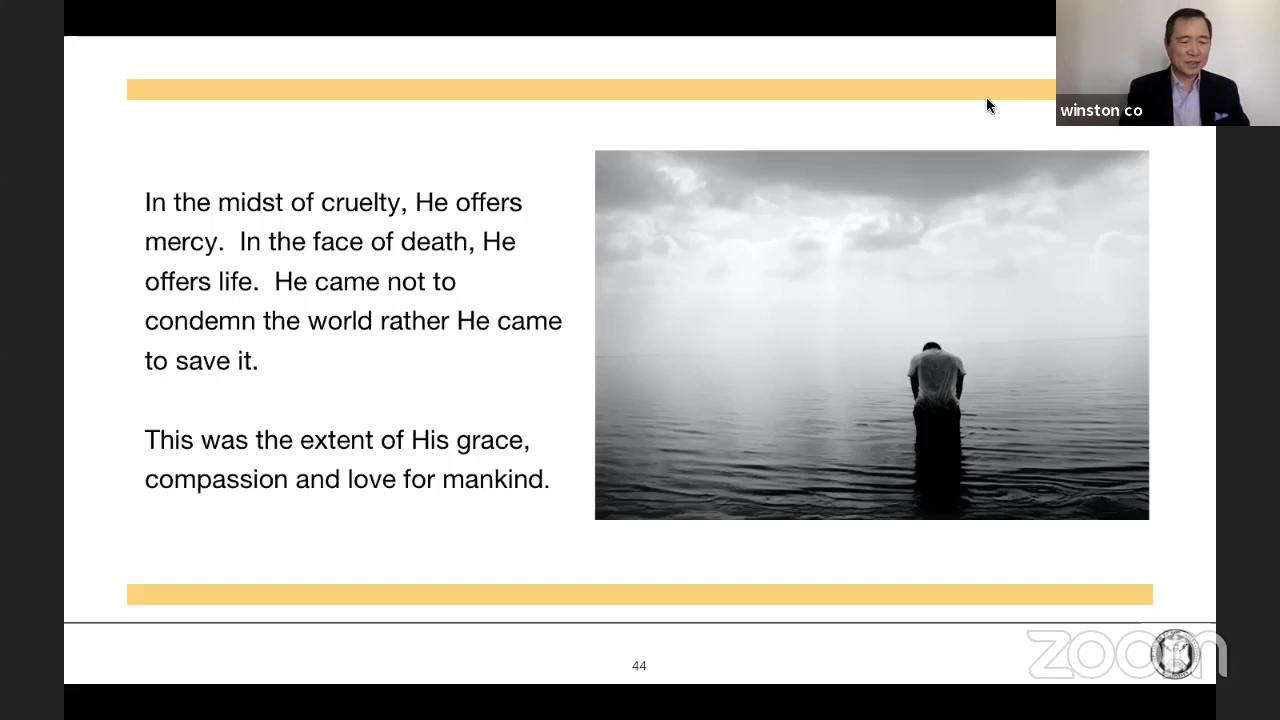 winston co
In the midst of cruelty, He offers
mercy.  In the face of death, He
offers life.  He came not to
condemn the world rather He came
to save it.
This was the extent of His grace,
compassion and love for mankind.
44
zoom